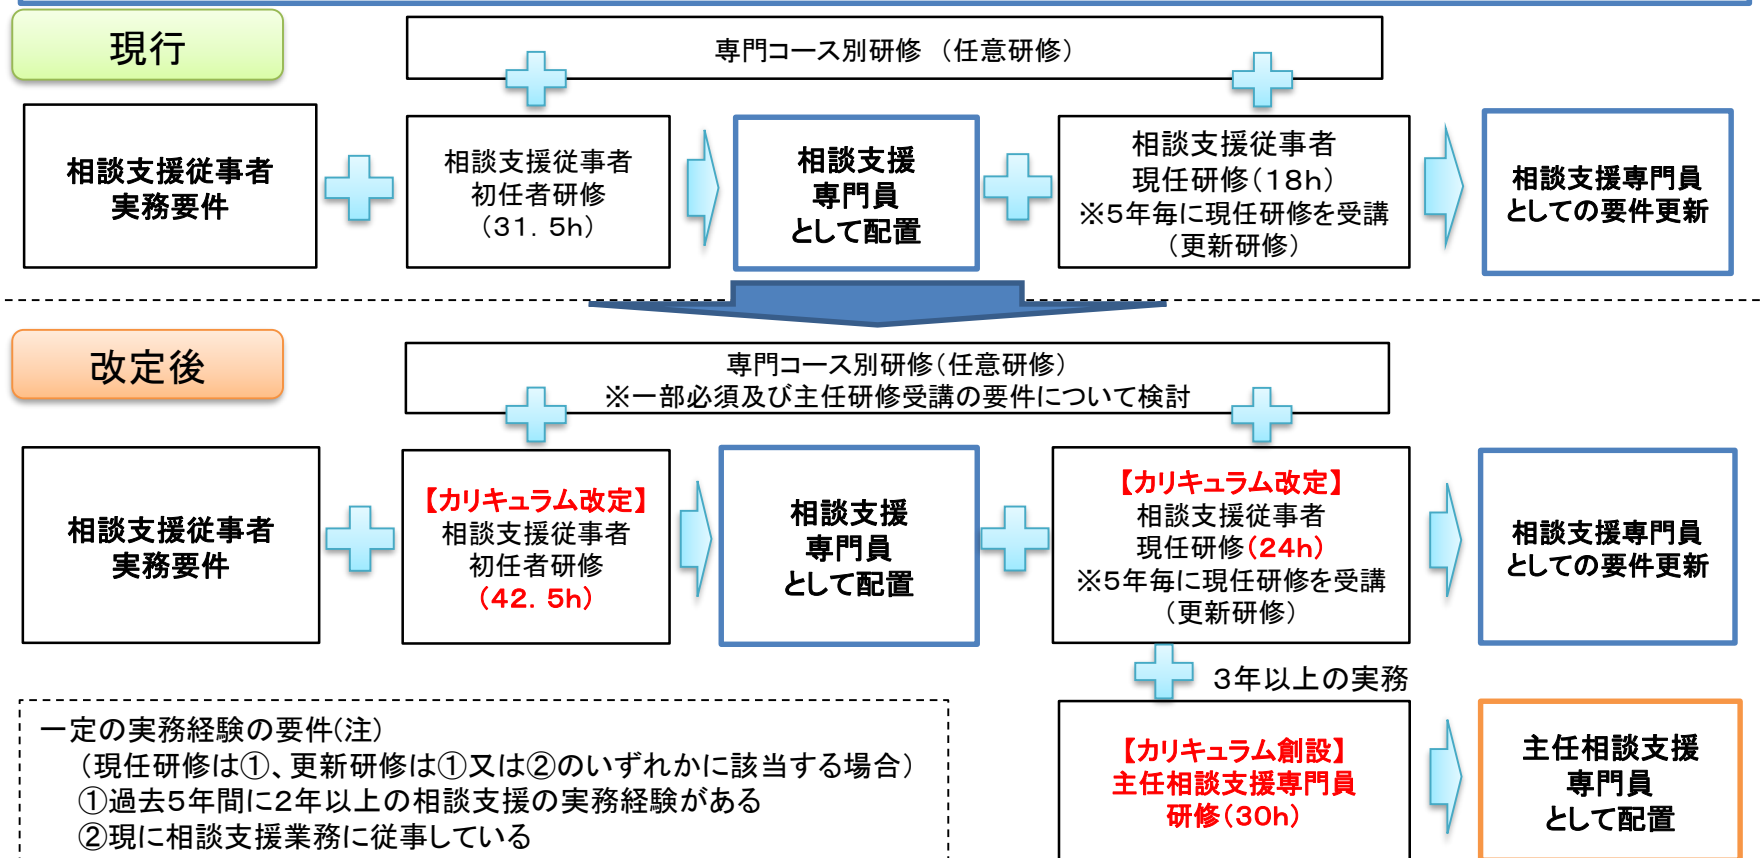 現行
専門コース別研修 （任意研修）
相談支援従事者
実務要件
相談支援従事者
初任者研修
（31．5h）
相談支援
専門員
として配置
相談支援従事者
現任研修（18h）
※5年毎に現任研修を受講
（更新研修）
相談支援専門員
としての要件更新
改定後
専門コース別研修（任意研修）
※一部必須及び主任研修受講の要件について検討
相談支援従事者
実務要件
【カリキュラム改定】
相談支援従事者
初任者研修
（42．5h）
相談支援
専門員
として配置
【カリキュラム改定】
相談支援従事者
現任研修（24h）
※5年毎に現任研修を受講
（更新研修）
相談支援専門員
としての要件更新
3年以上の実務
一定の実務経験の要件(注)
（現任研修は①、更新研修は①又は②のいずれかに該当する場合）
①過去5年間に2年以上の相談支援の実務経験がある
②現に相談支援業務に従事している
【カリキュラム創設】
主任相談支援専門員
研修（30h）
主任相談支援
専門員
として配置